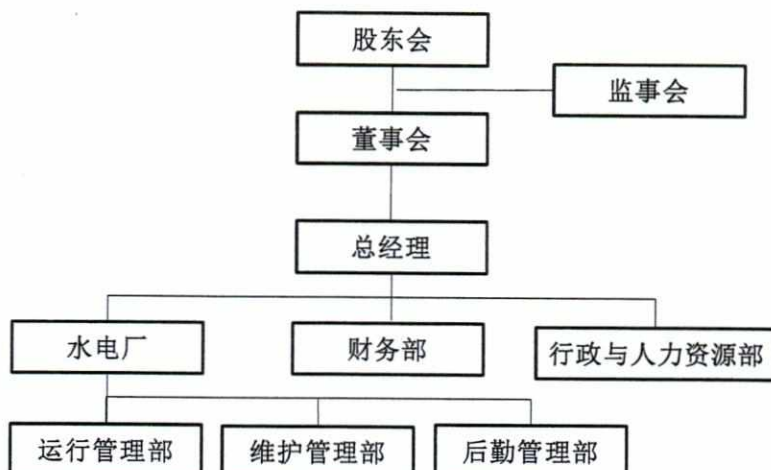 股东会
监事会
董事会
总经理
水电厂
财务部
行政与人力资源部
运行管理部
维护管理部
后勤管理部